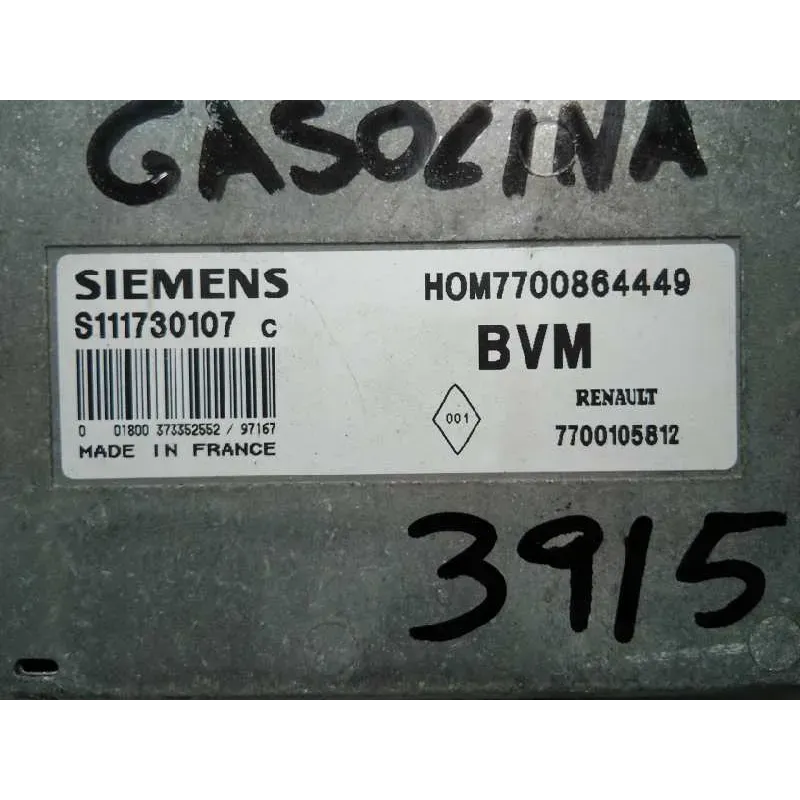 GASOLINA
SIEMENS
S111730107 C
HOM7700864449
BVM
001
RENAULT
7700105812
0 01800 373352552 / 97167
MADE IN FRANCE
3915